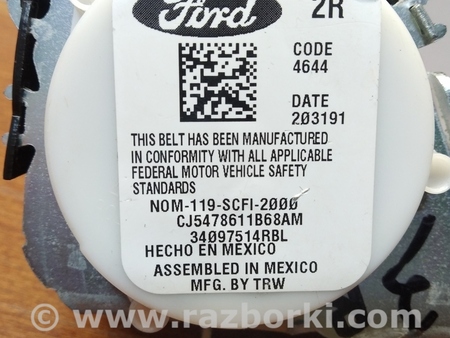 Ford
2R
CODE
4644
DATE
203191
THIS BELT HAS BEEN MANUFACTURED
IN CONFORMITY WITH ALL APPLICABLE
FEDERAL MOTOR VEHICLE SAFETY
STANDARDS
NOM-119-SCFI-2000
CJ5478611B68AM
34097514RBL
HECHO EN MEXICO
ASSEMBLED IN MEXICO
MFG. BY TRW
www.razborki.com